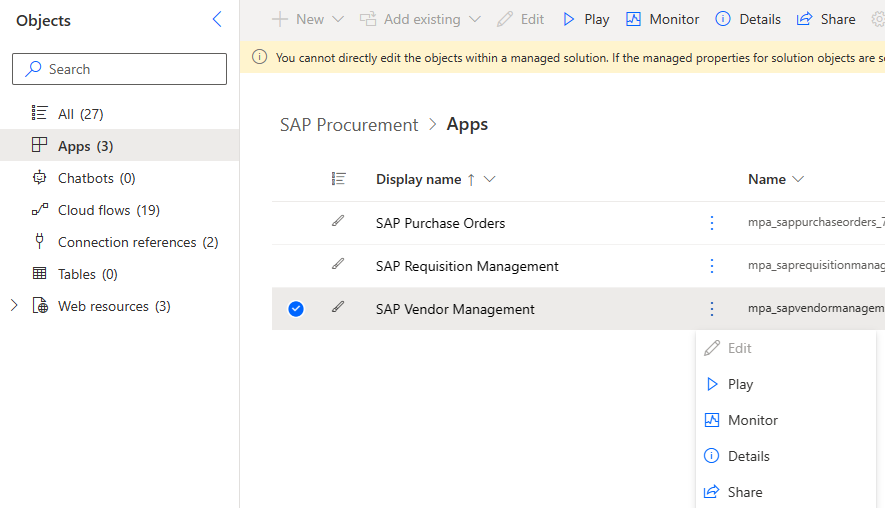 Objects
Search
All (27)
Apps (3)
Chatbots (0)
Cloud flows (19)
Connection references (2)
Tables (0)
Web resources (3)
New Add existing Edit Play Monitor Details Share
You cannot directly edit the objects within a managed solution. If the managed properties for solution objects are s
SAP Procurement > Apps
Display name ↑ Name
SAP Purchase Orders mpa_sappurchaseorders_7
SAP Requisition Management mpa_saprequisitionmanag
SAP Vendor Management mpa_sapvendormanagem
Edit
Play
Monitor
Details
Share